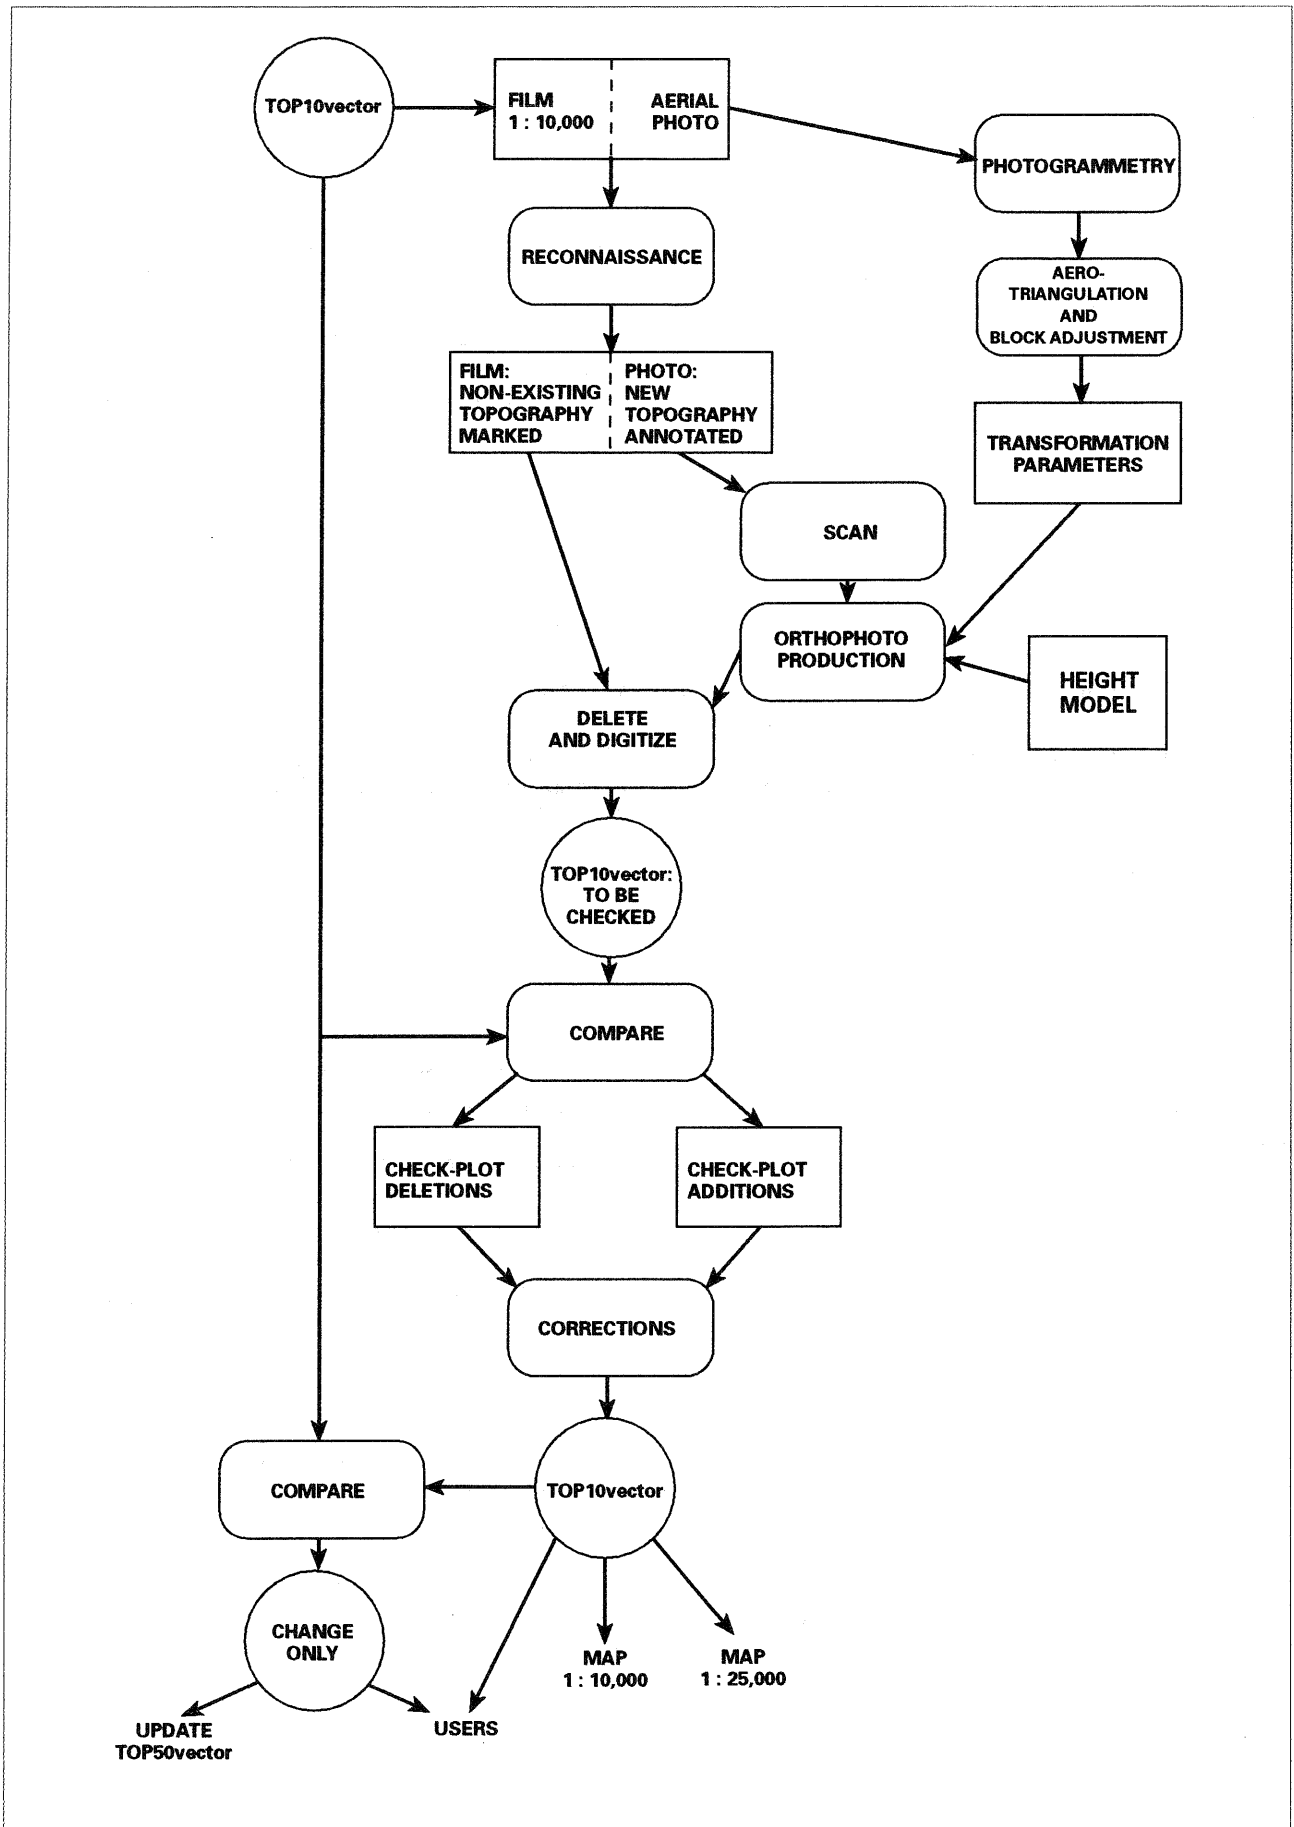 TOP10vector
FILM
1 : 10,000
AERIAL
PHOTO
PHOTOGRAMMETRY
RECONNAISSANCE
AERO-
TRIANGULATION
AND
BLOCK ADJUSTMENT
FILM:
NON-EXISTING
TOPOGRAPHY
MARKED
PHOTO:
NEW
TOPOGRAPHY
ANNOTATED
TRANSFORMATION
PARAMETERS
SCAN
ORTHOPHOTO
PRODUCTION
HEIGHT
MODEL
DELETE
AND DIGITIZE
TOP10vector:
TO BE
CHECKED
COMPARE
CHECK-PLOT
DELETIONS
CHECK-PLOT
ADDITIONS
CORRECTIONS
COMPARE
TOP10vector
CHANGE
ONLY
MAP
1 : 10,000
MAP
1 : 25,000
USERS
UPDATE
TOP50vector